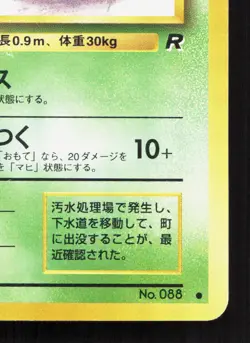 長0.9m、体重30kg
R
ス
状態にする。
つく
10+
「おもて」なら、20ダメージを
を「マヒ」状態にする。
汚水処理場で発生し、
下水道を移動して、町
に出没することが、最
近確認された。
No. 088 ●